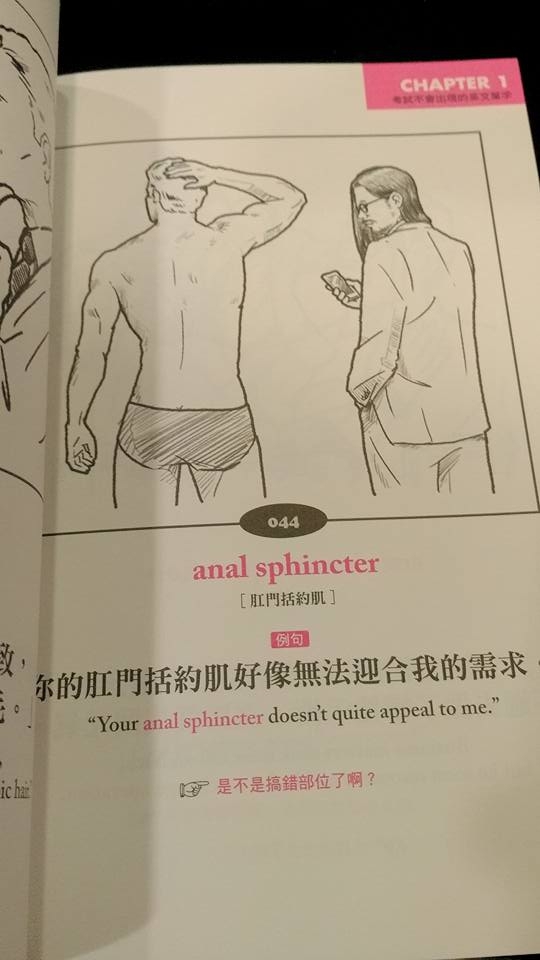 CHAPTER 1
考試不會出現的英文單字
044
anal sphincter
［肛門括約肌］
例句
你的肛門括約肌好像無法迎合我的需求。
“Your anal sphincter doesn’t quite appeal to me.”
是不是搞錯部位了啊？
致，
。」
ic hair